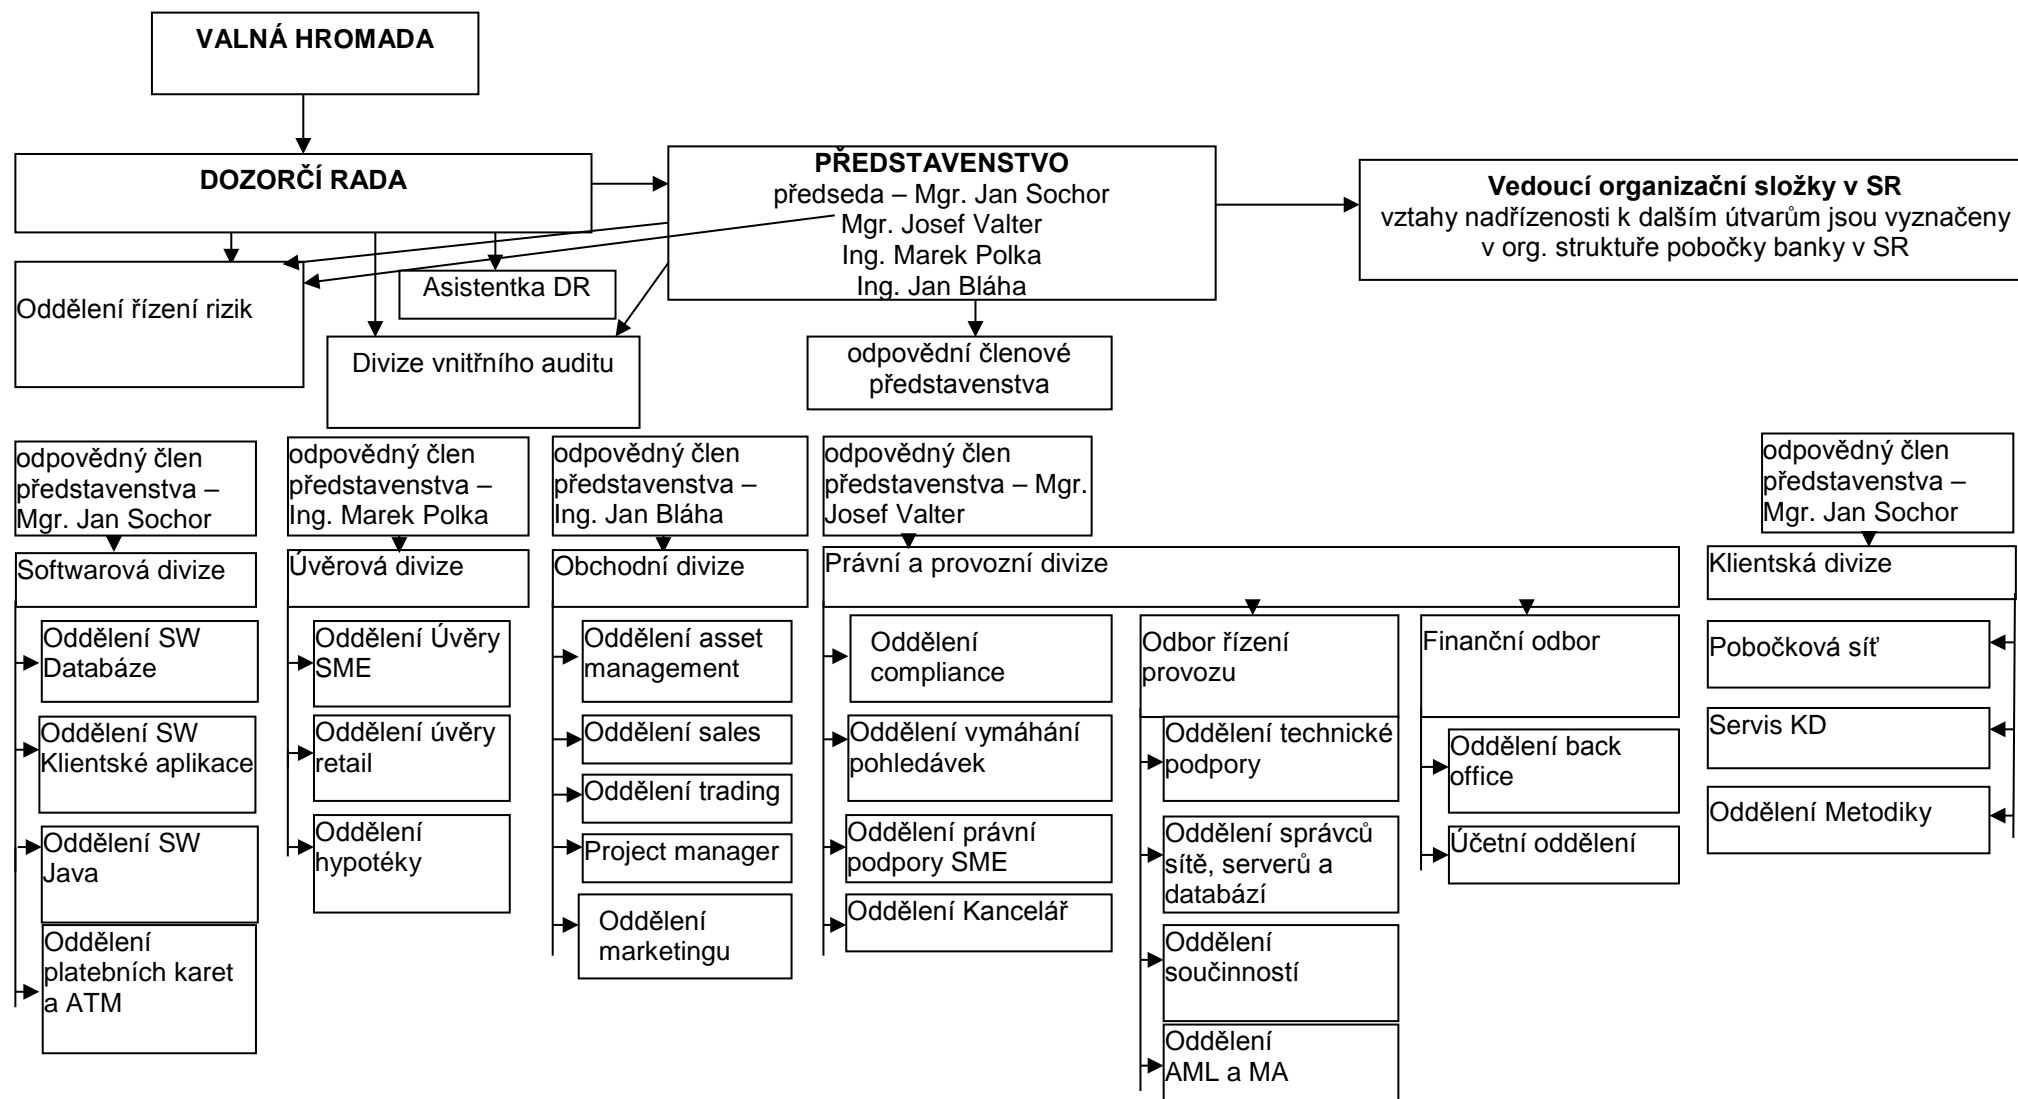 VALNÁ HROMADA
DOZORČÍ RADA
PŘEDSTAVENSTVO
předseda – Mgr. Jan Sochor
Mgr. Josef Valter
Ing. Marek Polka
Ing. Jan Bláha
Vedoucí organizační složky v SR
vztahy nadřízenosti k dalším útvarům jsou vyznačeny
v org. struktuře pobočky banky v SR
Oddělení řízení rizik
Asistentka DR
Divize vnitřního auditu
odpovědní členové
představenstva
odpovědný člen
představenstva –
Mgr. Jan Sochor
odpovědný člen
představenstva –
Ing. Marek Polka
odpovědný člen
představenstva –
Ing. Jan Bláha
odpovědný člen
představenstva – Mgr.
Josef Valter
odpovědný člen
představenstva –
Mgr. Jan Sochor
Softwarová divize
Úvěrová divize
Obchodní divize
Právní a provozní divize
Klientská divize
Oddělení SW
Databáze
Oddělení SW
Klientské aplikace
Oddělení SW
Java
Oddělení
platebních karet
a ATM
Oddělení Úvěry
SME
Oddělení úvěry
retail
Oddělení
hypotéky
Oddělení asset
management
Oddělení sales
Oddělení trading
Project manager
Oddělení
marketingu
Oddělení
compliance
Oddělení vymáhání
pohledávek
Oddělení právní
podpory SME
Oddělení Kancelář
Odbor řízení
provozu
Oddělení technické
podpory
Oddělení správců
sítě, serverů a
databází
Oddělení
součinností
Oddělení
AML a MA
Finanční odbor
Oddělení back
office
Účetní oddělení
Pobočková síť
Servis KD
Oddělení Metodiky